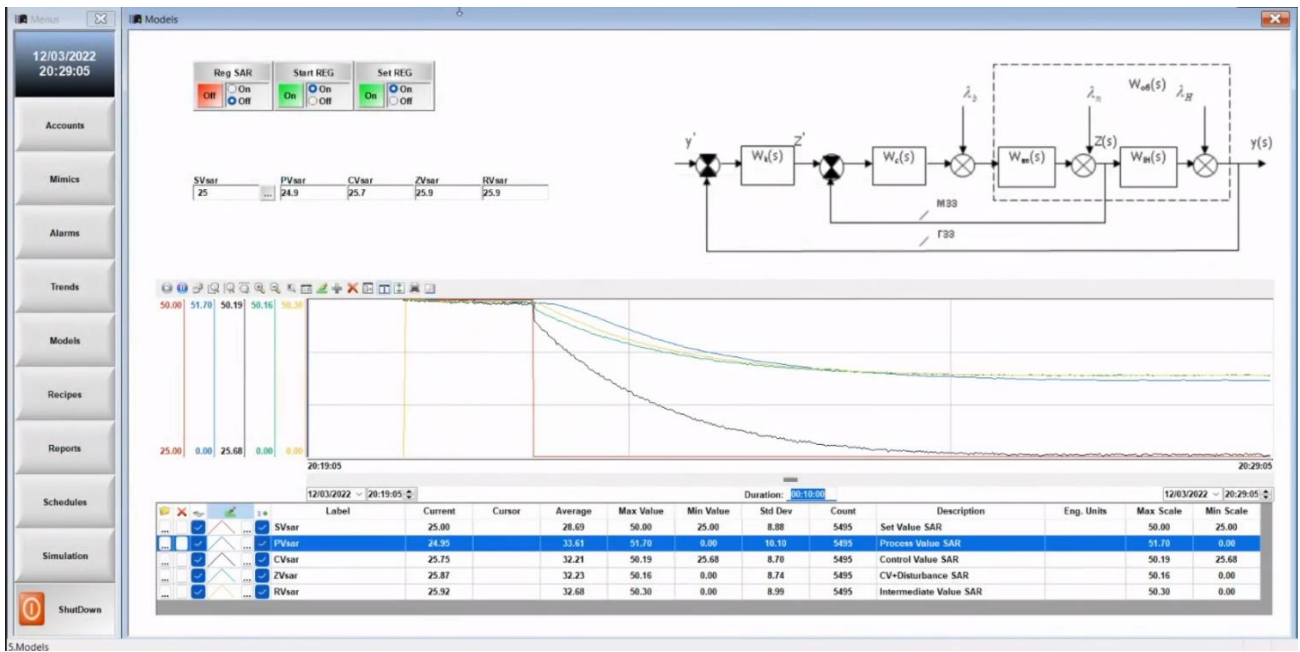 Menus
Models
12/03/2022
20:29:05
Accounts
Mimics
Alarms
Trends
Models
Recipes
Reports
Schedules
Simulation
ShutDown
5.Models
Reg SAR Start REG Set REG
Off On Off On On Off On On Off
SVsar PVsar CVsar ZVsar RVsar
25 ... 24.9 25.7 25.9 25.9
λ_b λ_n W_об(s) λ_H
y' Z' Z(s) y(s)
W_c(s)
МЗЗ
ГЗЗ
50.00 51.70 50.19 50.16 50.30
25.00 0.00 25.68 0.00 0.00
20:19:05 20:29:05
12/03/2022 20:19:05 Duration: 00:10:00 12/03/2022 20:29:05
Label Current Cursor Average Max Value Min Value Std Dev Count Description Eng. Units Max Scale Min Scale
... ... SVsar 25.00 28.69 50.00 25.00 8.88 5495 Set Value SAR 50.00 25.00
... ... PVsar 24.95 33.61 51.70 0.00 10.10 5495 Process Value SAR 51.70 0.00
... ... CVsar 25.75 32.21 50.19 25.68 8.70 5495 Control Value SAR 50.19 25.68
... ... ZVsar 25.87 32.23 50.16 0.00 8.74 5495 CV+Disturbance SAR 50.16 0.00
... ... RVsar 25.92 32.68 50.30 0.00 8.99 5495 Intermediate Value SAR 50.30 0.00